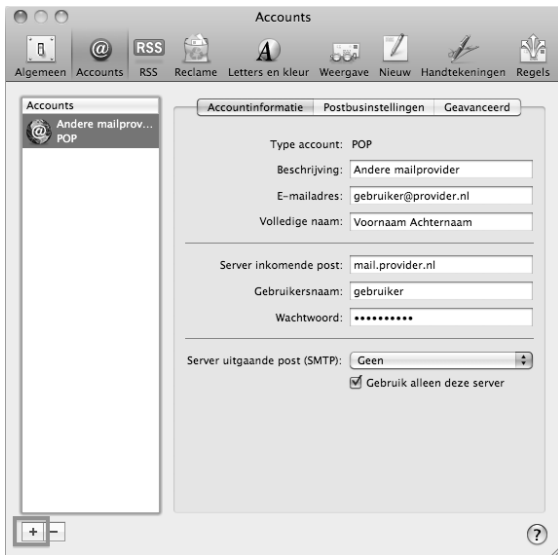 Accounts
Algemeen Accounts RSS Reclame Letters en kleur Weergave Nieuw Handtekeningen Regels
Accounts
Andere mailprov...
POP
Accountinformatie Postbusinstellingen Geavanceerd
Type account: POP
Beschrijving: Andere mailprovider
E-mailadres: gebruiker@provider.nl
Volledige naam: Voornaam Achternaam
Server inkomende post: mail.provider.nl
Gebruikersnaam: gebruiker
Wachtwoord: ••••••••••
Server uitgaande post (SMTP): Geen
Gebruik alleen deze server
+ − ?